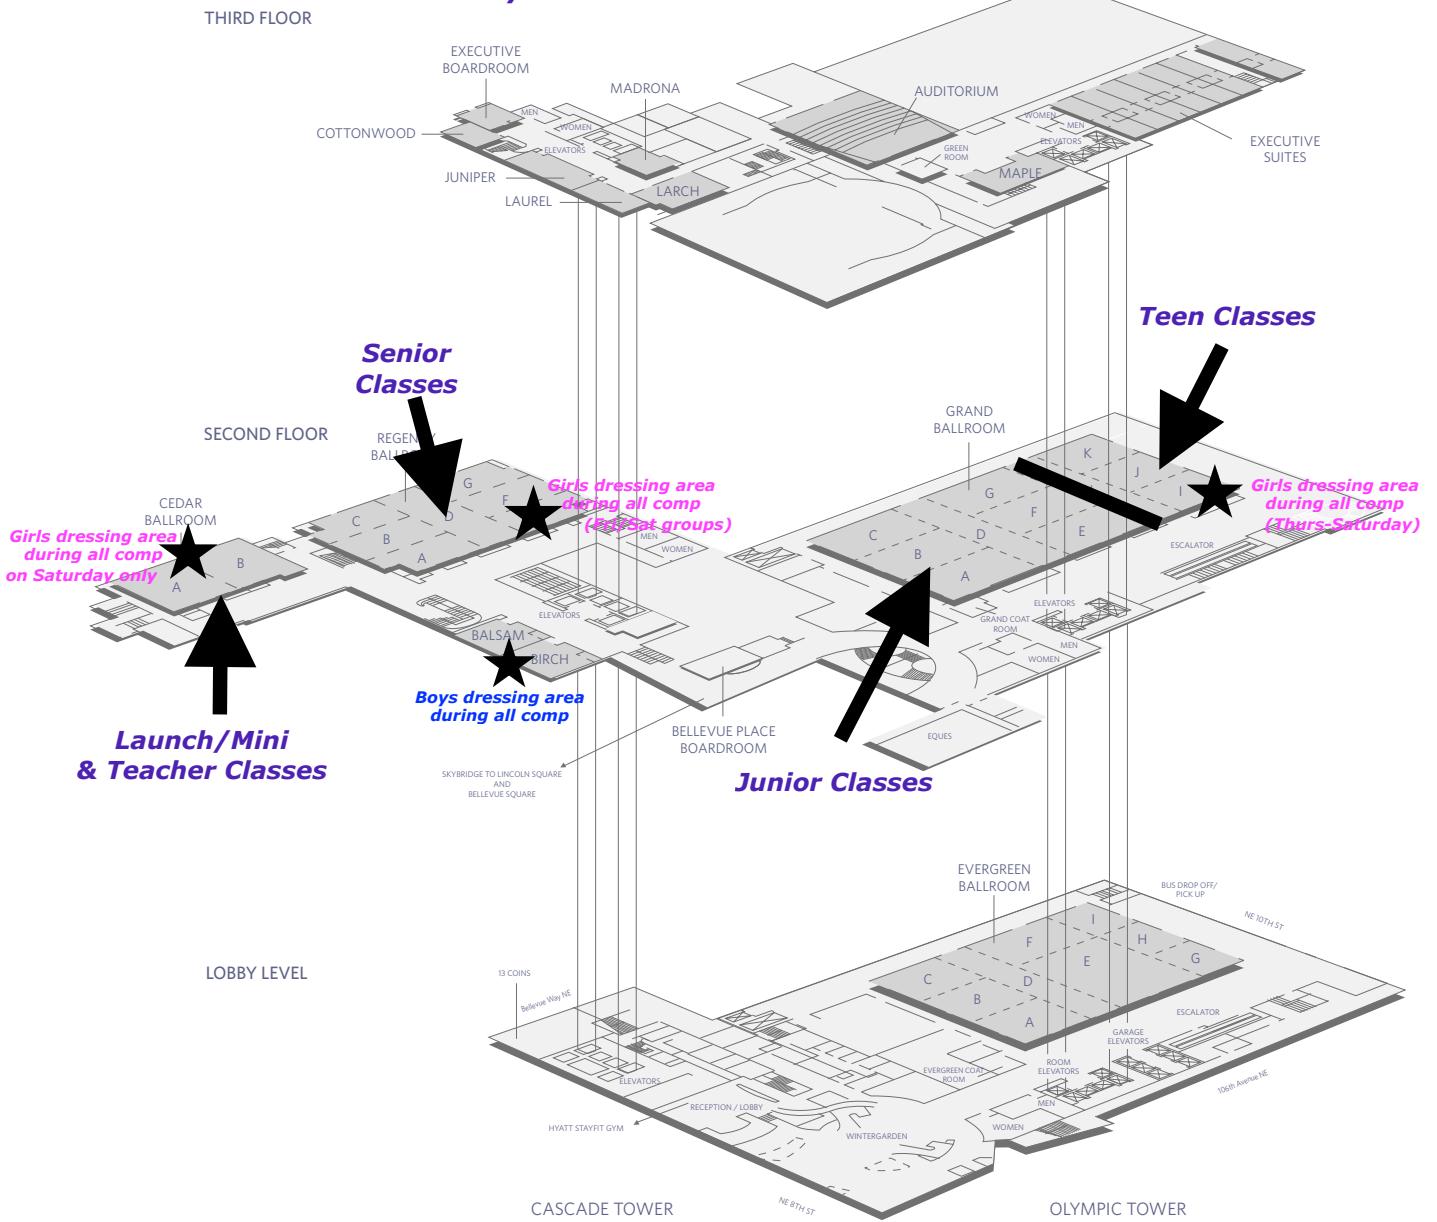 THIRD FLOOR
EXECUTIVE
BOARDROOM
MADRONA
AUDITORIUM
MEN
WOMEN
ELEVATORS
COTTONWOOD
JUNIPER
LAUREL
LARCH
GREEN
ROOM
MAPLE
WOMEN
MEN
ELEVATORS
EXECUTIVE
SUITES
Teen Classes
Senior
Classes
SECOND FLOOR
GRAND
BALLROOM
CEDAR
BALLROOM
Girls dressing area
during all comp
on Saturday only
A
B
C
B
A
D
G
F
Girls dressing area
during all comp
(Fri/Sat groups)
MEN
WOMEN
C
B
A
D
G
F
E
K
J
I
Girls dressing area
during all comp
(Thurs-Saturday)
ESCALATOR
ELEVATORS
ELEVATORS
GRAND COAT
ROOM
MEN
WOMEN
BALSAM
BIRCH
Boys dressing area
during all comp
Launch/Mini
& Teacher Classes
BELLEVUE PLACE
BOARDROOM
EQUES
SKYBRIDGE TO LINCOLN SQUARE
AND
BELLEVUE SQUARE
Junior Classes
EVERGREEN
BALLROOM
BUS DROP OFF/
PICK UP
NE 10TH ST
LOBBY LEVEL
13 COINS
Bellevue Way NE
I
F
H
E
G
C
D
B
A
ESCALATOR
GARAGE
ELEVATORS
ROOM
ELEVATORS
EVERGREEN COAT
ROOM
ELEVATORS
RECEPTION / LOBBY
HYATT STAYFIT GYM
WINTERGARDEN
MEN
WOMEN
106th Avenue NE
NE 8TH ST
CASCADE TOWER
OLYMPIC TOWER